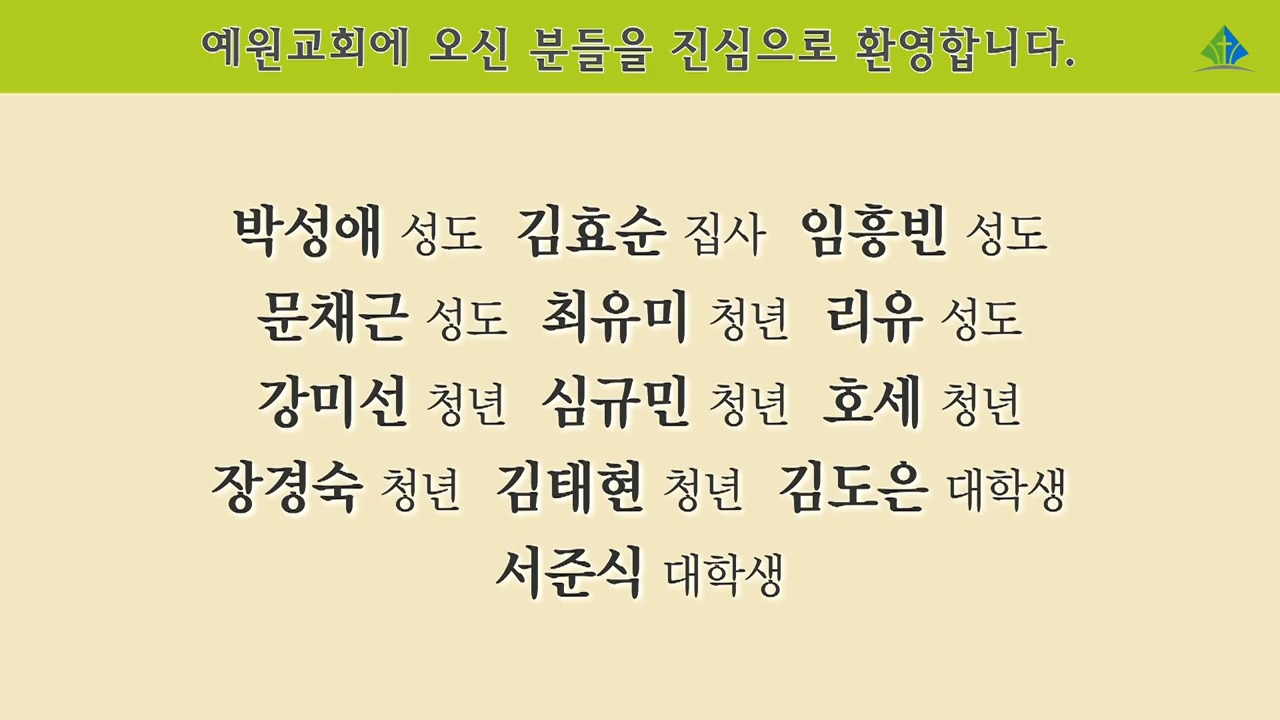 예원교회에 오신 분들을 진심으로 환영합니다.
박성애 성도 김효순 집사 임흥빈 성도
문채근 성도 최유미 청년 리유 성도
강미선 청년 심규민 청년 호세 청년
장경숙 청년 김태현 청년 김도은 대학생
서준식 대학생